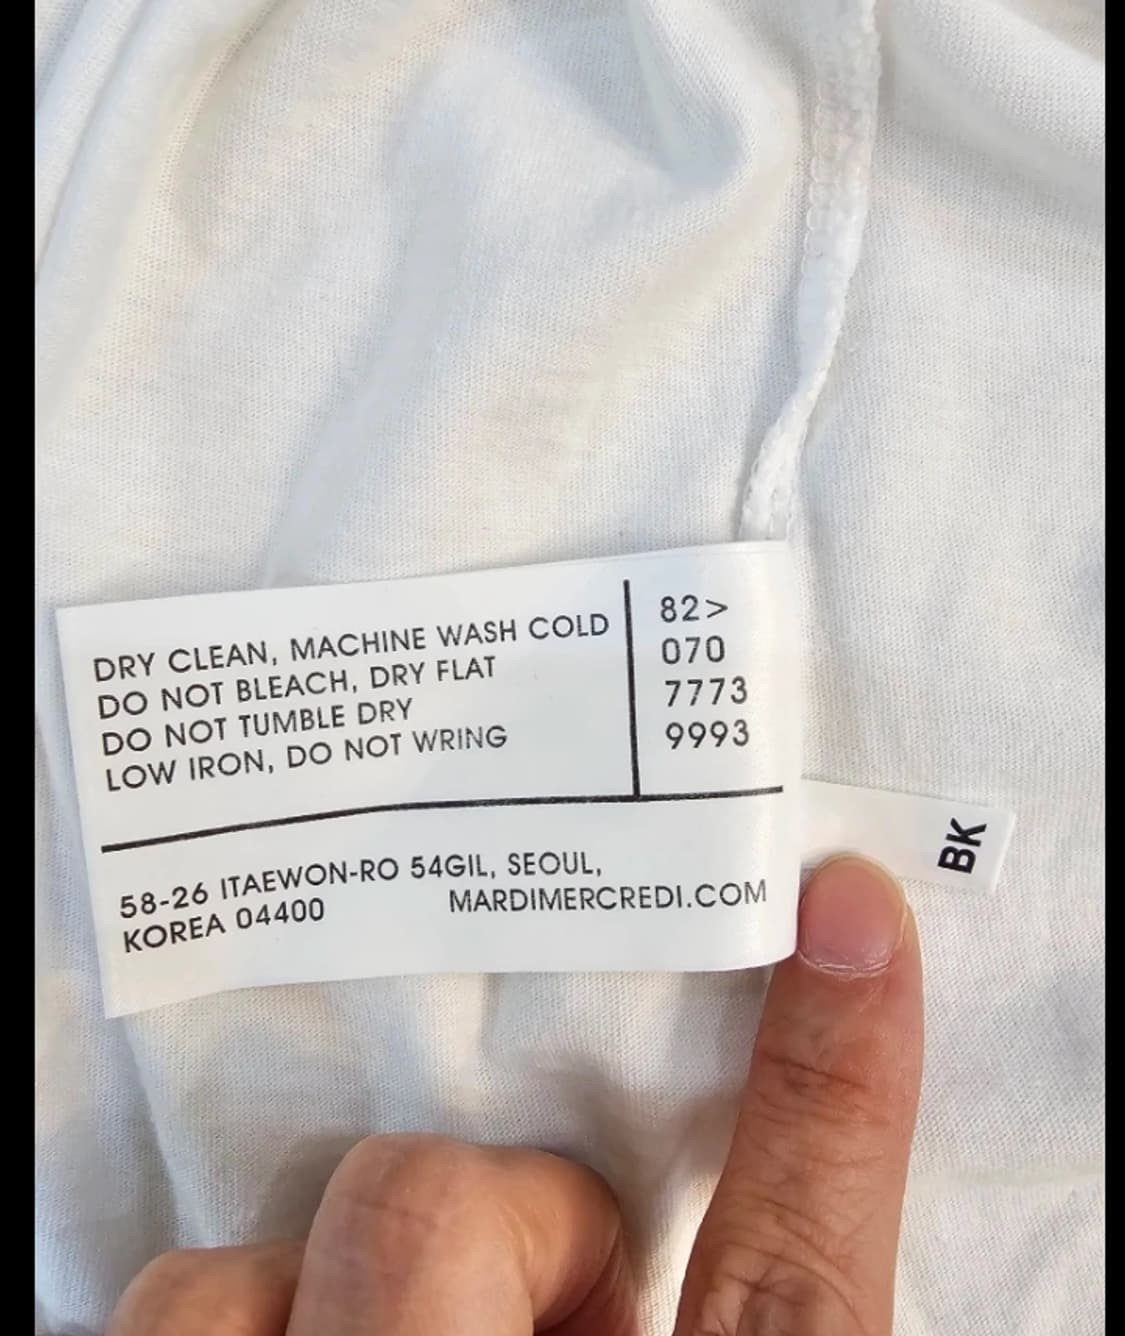 DRY CLEAN, MACHINE WASH COLD
DO NOT BLEACH, DRY FLAT
DO NOT TUMBLE DRY
LOW IRON, DO NOT WRING
82>
070
7773
9993
58-26 ITAEWON-RO 54GIL, SEOUL,
KOREA 04400
MARDIMERCREDI.COM
BK